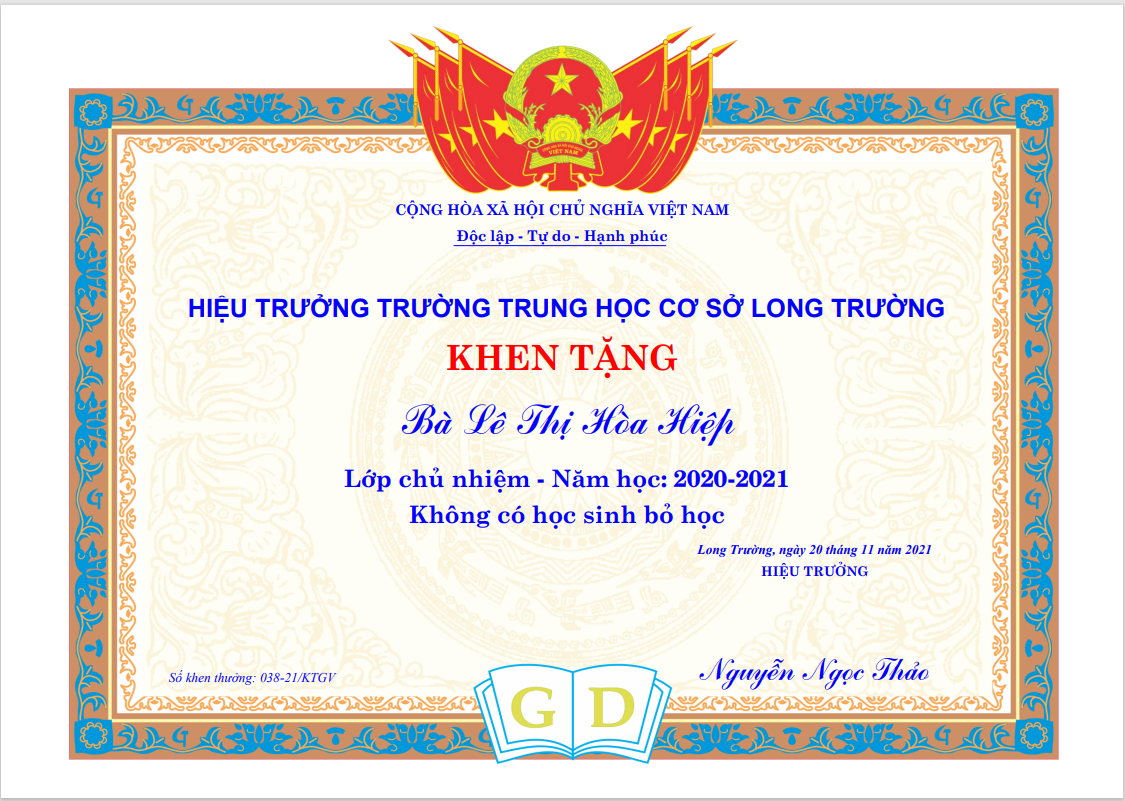 VIỆT NAM
CỘNG HÒA XÃ HỘI CHỦ NGHĨA VIỆT NAM
Độc lập - Tự do - Hạnh phúc
HIỆU TRƯỞNG TRƯỜNG TRUNG HỌC CƠ SỞ LONG TRƯỜNG
KHEN TẶNG
Bà Lê Thị Hòa Hiệp
Lớp chủ nhiệm - Năm học: 2020-2021
Không có học sinh bỏ học
Long Trường, ngày 20 tháng 11 năm 2021
HIỆU TRƯỞNG
Nguyễn Ngọc Thảo
Số khen thưởng: 038-21/KTGV
G D